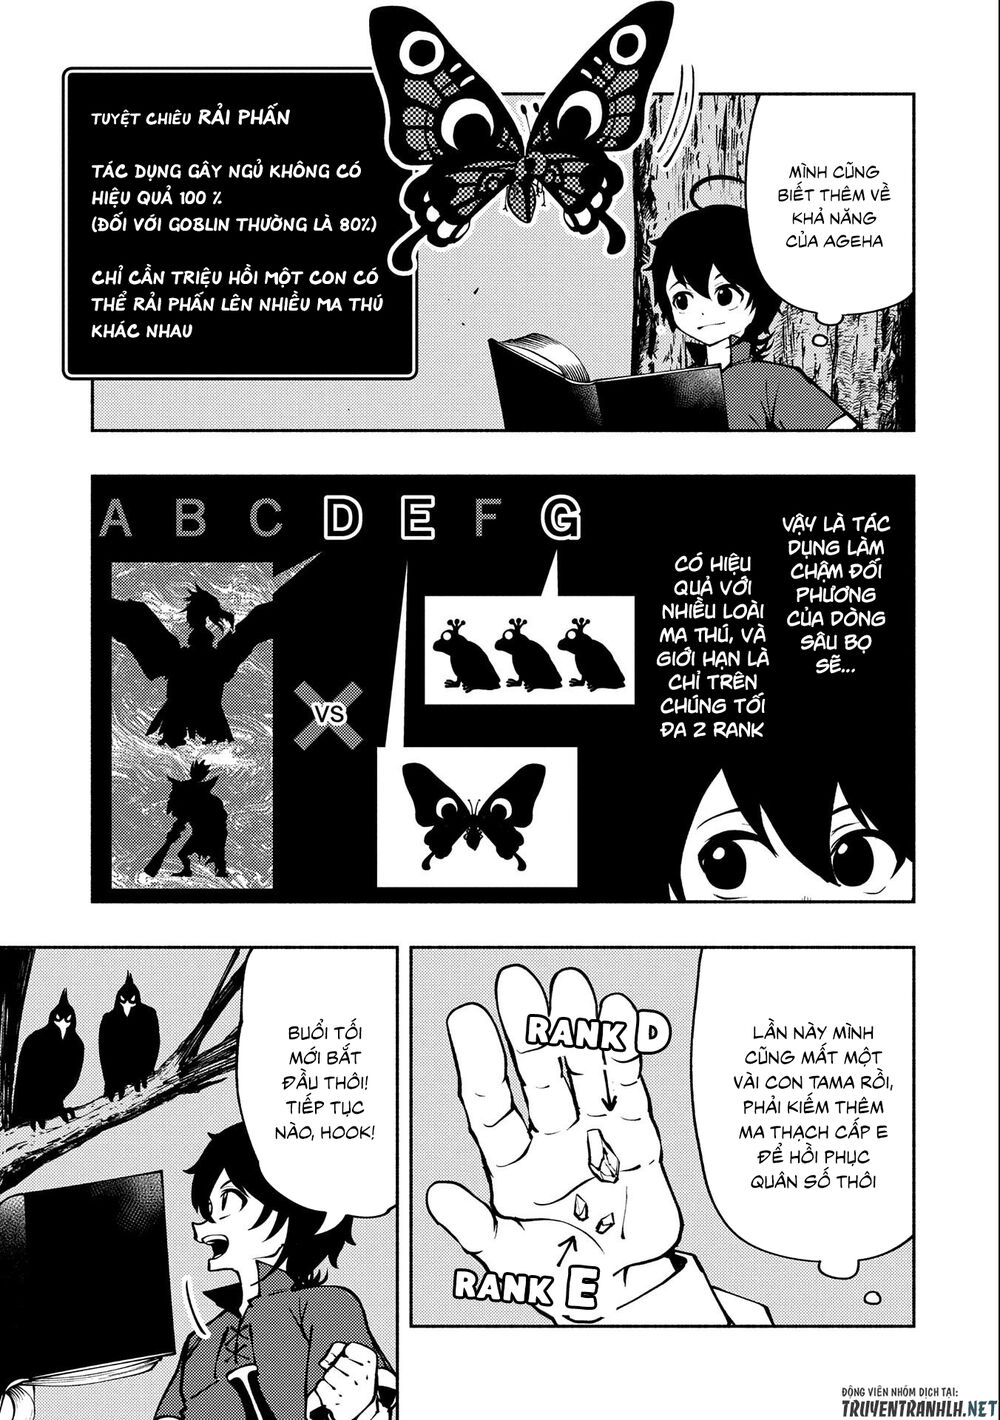 TUYỆT CHIÊU RẢI PHẤN
TÁC DỤNG GÂY NGỦ KHÔNG CÓ
HIỆU QUẢ 100 %
(ĐỐI VỚI GOBLIN THƯỜNG LÀ 80%)
CHỈ CẦN TRIỆU HỒI MỘT CON CÓ
THỂ RẢI PHẤN LÊN NHIỀU MA THÚ
KHÁC NHAU
MÌNH CŨNG
BIẾT THÊM VỀ
KHẢ NĂNG
CỦA AGEHA
A B C D E F G
VS
VẬY LÀ TÁC
DỤNG LÀM
CHẬM ĐỐI
PHƯƠNG
CỦA DÒNG
SÂU BỌ
SẼ...
CÓ HIỆU
QUẢ VỚI
NHIỀU LOÀI
MA THÚ, VÀ
GIỚI HẠN LÀ
CHỈ TRÊN
CHÚNG TỐI
ĐA 2 RANK
LẦN NÀY MÌNH
CŨNG MẤT MỘT
VÀI CON TAMA RỒI,
PHẢI KIẾM THÊM
MA THẠCH CẤP E
ĐỂ HỒI PHỤC
QUÂN SỐ THÔI
RANK D
RANK E
BUỔI TỐI
MỚI BẮT
ĐẦU THÔI!
TIẾP TỤC
NÀO, HOOK!
ĐỘNG VIÊN NHÓM DỊCH TẠI:
TRUYENTRANHLH.NET